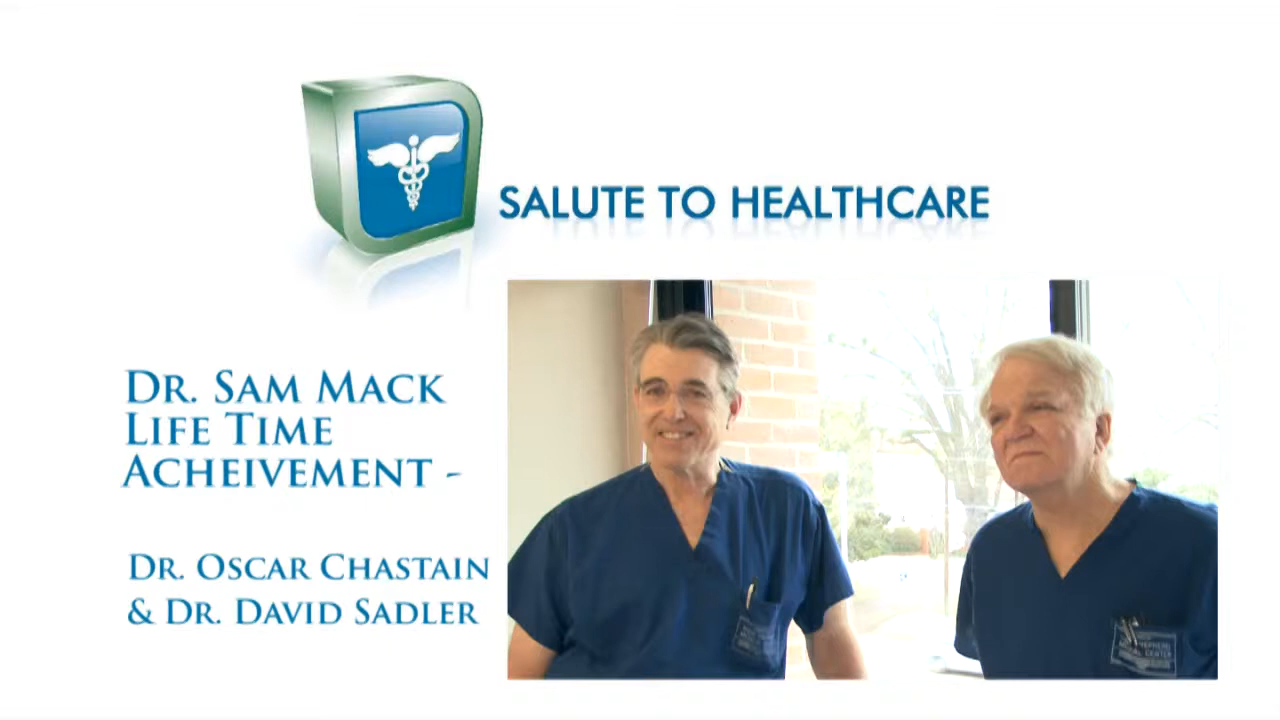 SALUTE TO HEALTHCARE
DR. SAM MACK
LIFE TIME
ACHEIVEMENT -
DR. OSCAR CHASTAIN
& DR. DAVID SADLER